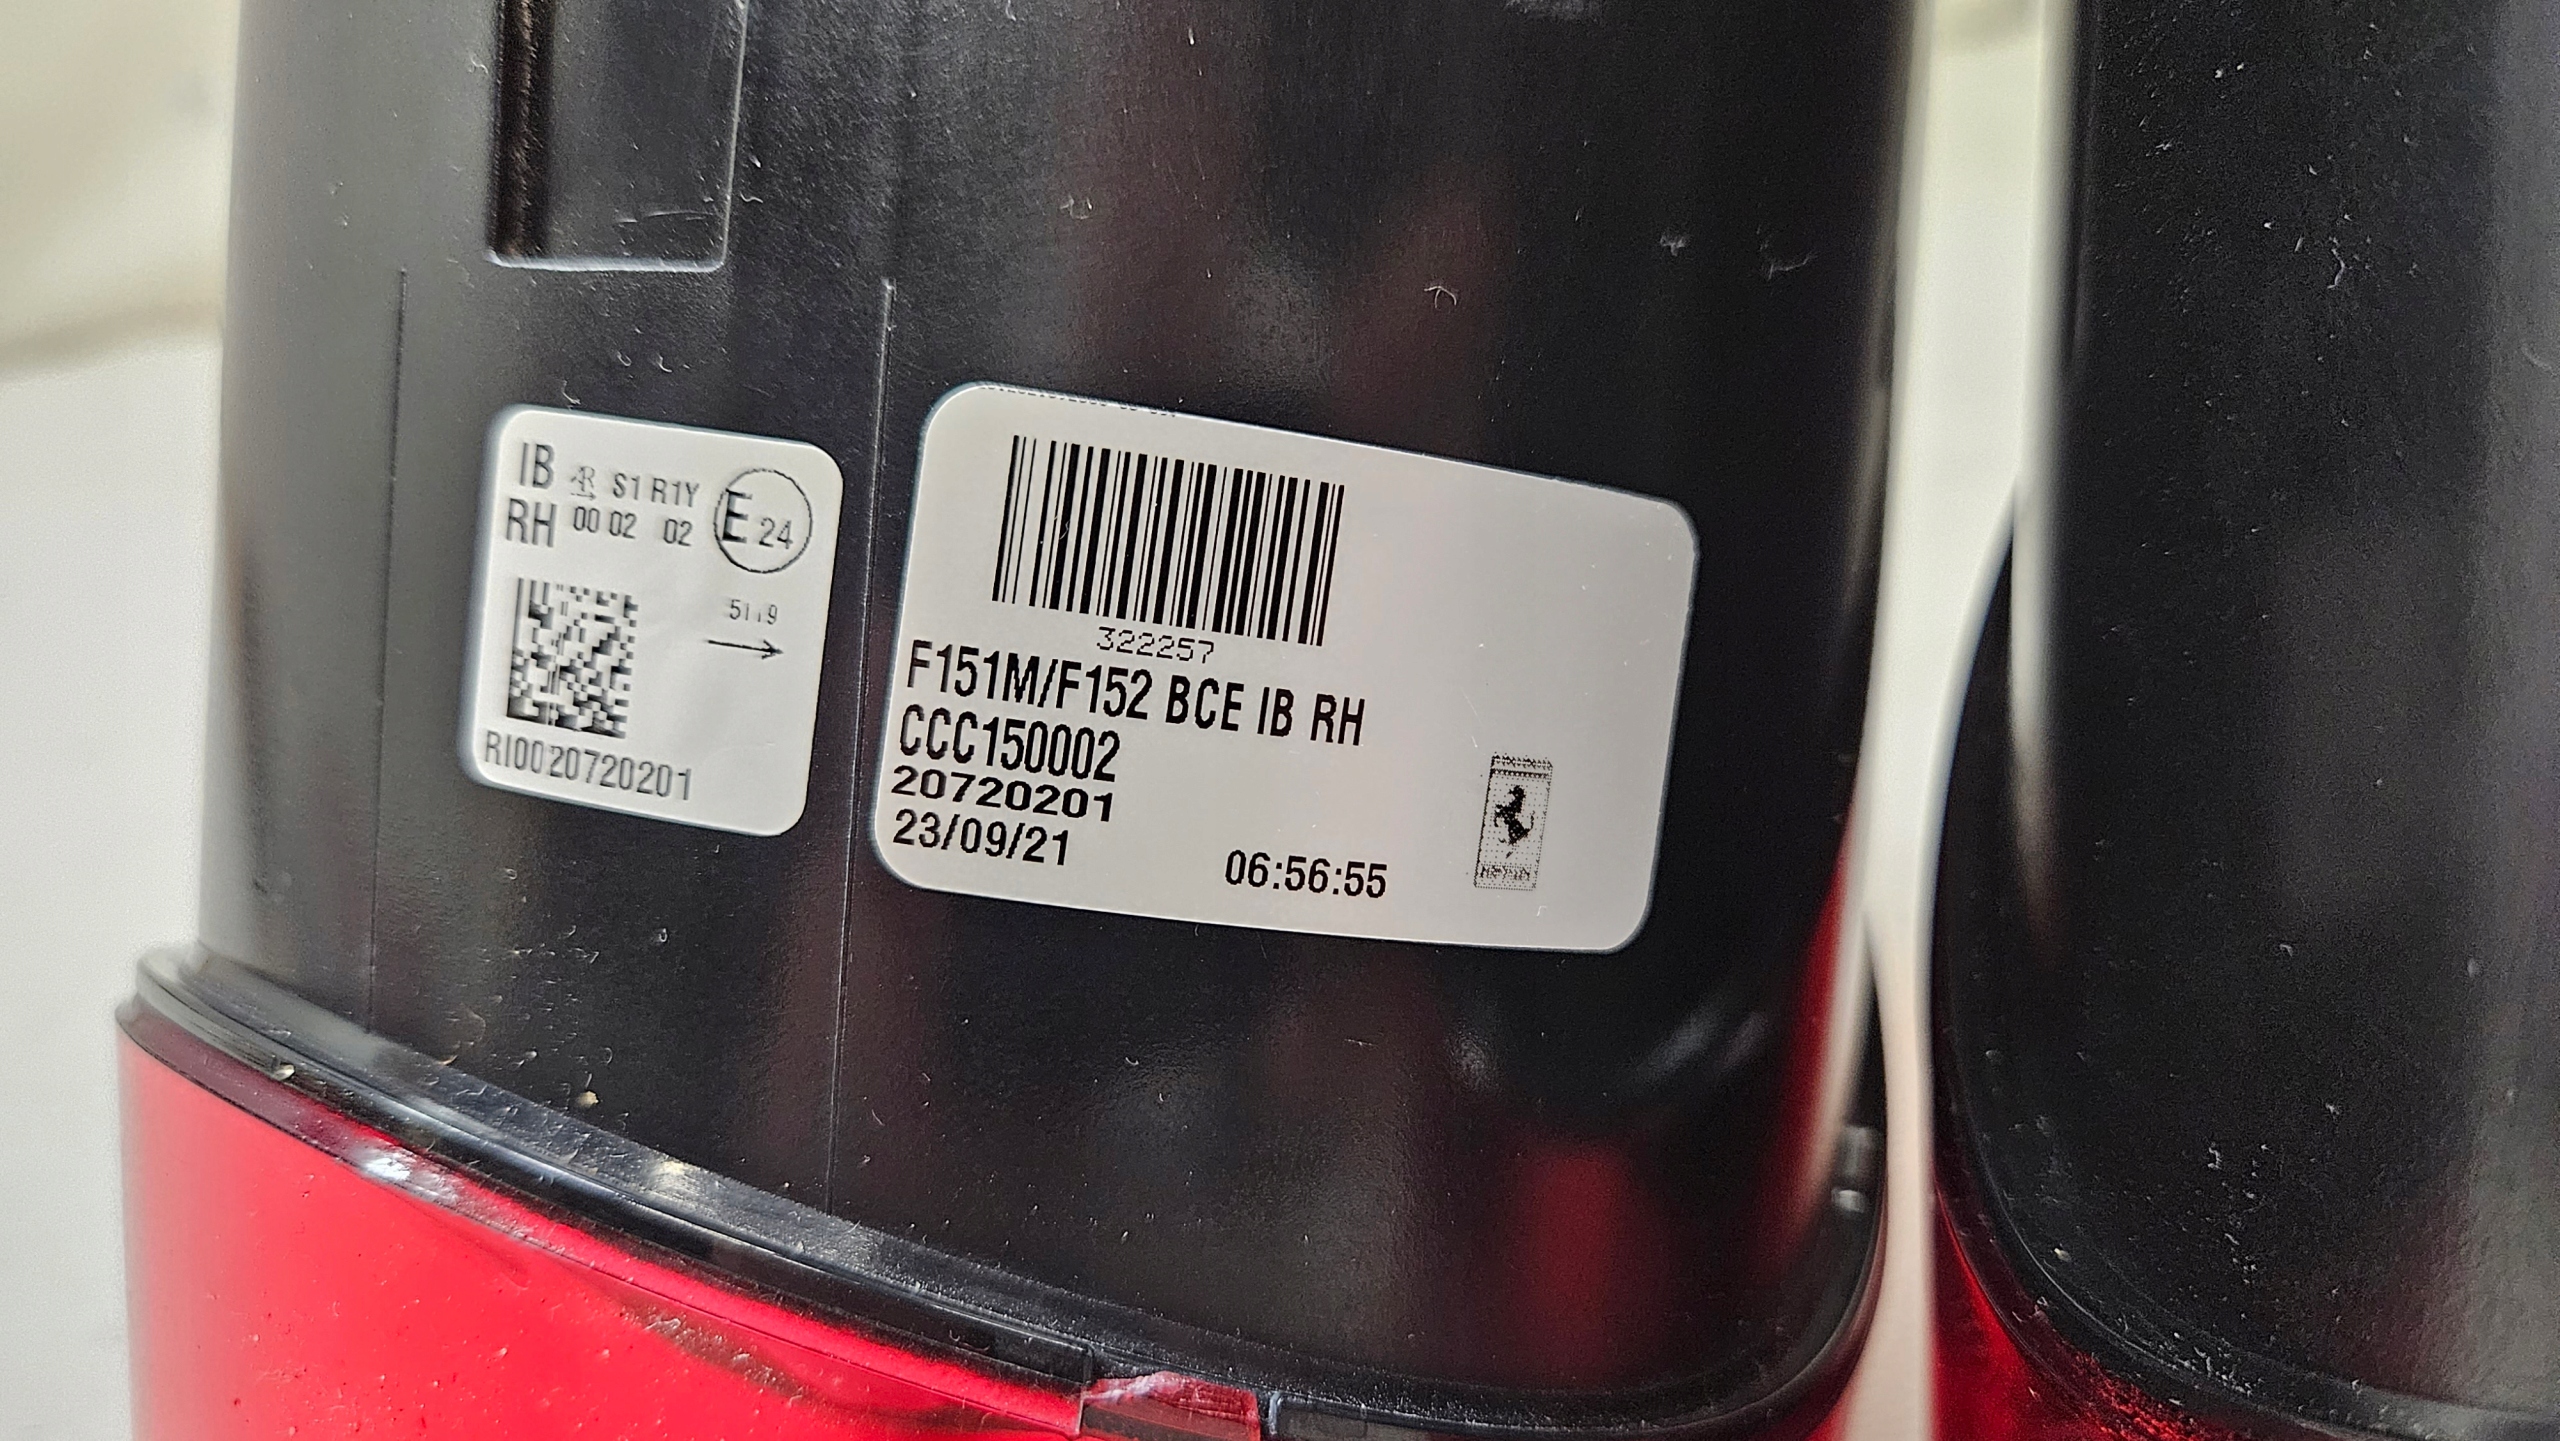 IB AR S1 R1Y
RH 00 02 02 E 24
RI0020720201
322257
F151M/F152 BCE IB RH
CCC150002
20720201
23/09/21 06:56:55